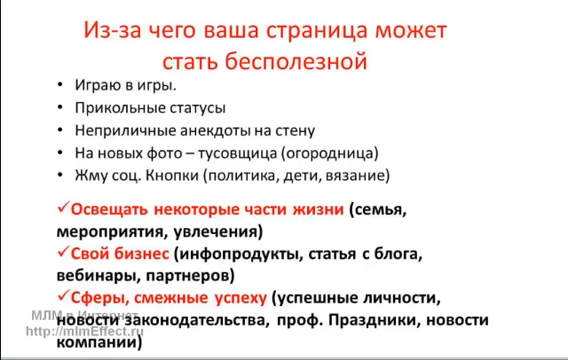 Из-за чего ваша страница может
стать бесполезной
• Играю в игры.
• Прикольные статусы
• Неприличные анекдоты на стену
• На новых фото – тусовщица (огородница)
• Жму соц. Кнопки (политика, дети, вязание)
✓Освещать некоторые части жизни (семья,
мероприятия, увлечения)
✓Свой бизнес (инфопродукты, статья с блога,
вебинары, партнеров)
✓Сферы, смежные успеху (успешные личности,
новости законодательства, проф. Праздники, новости
компании)
МЛМ в Интернет
http://mlmEffect.ru